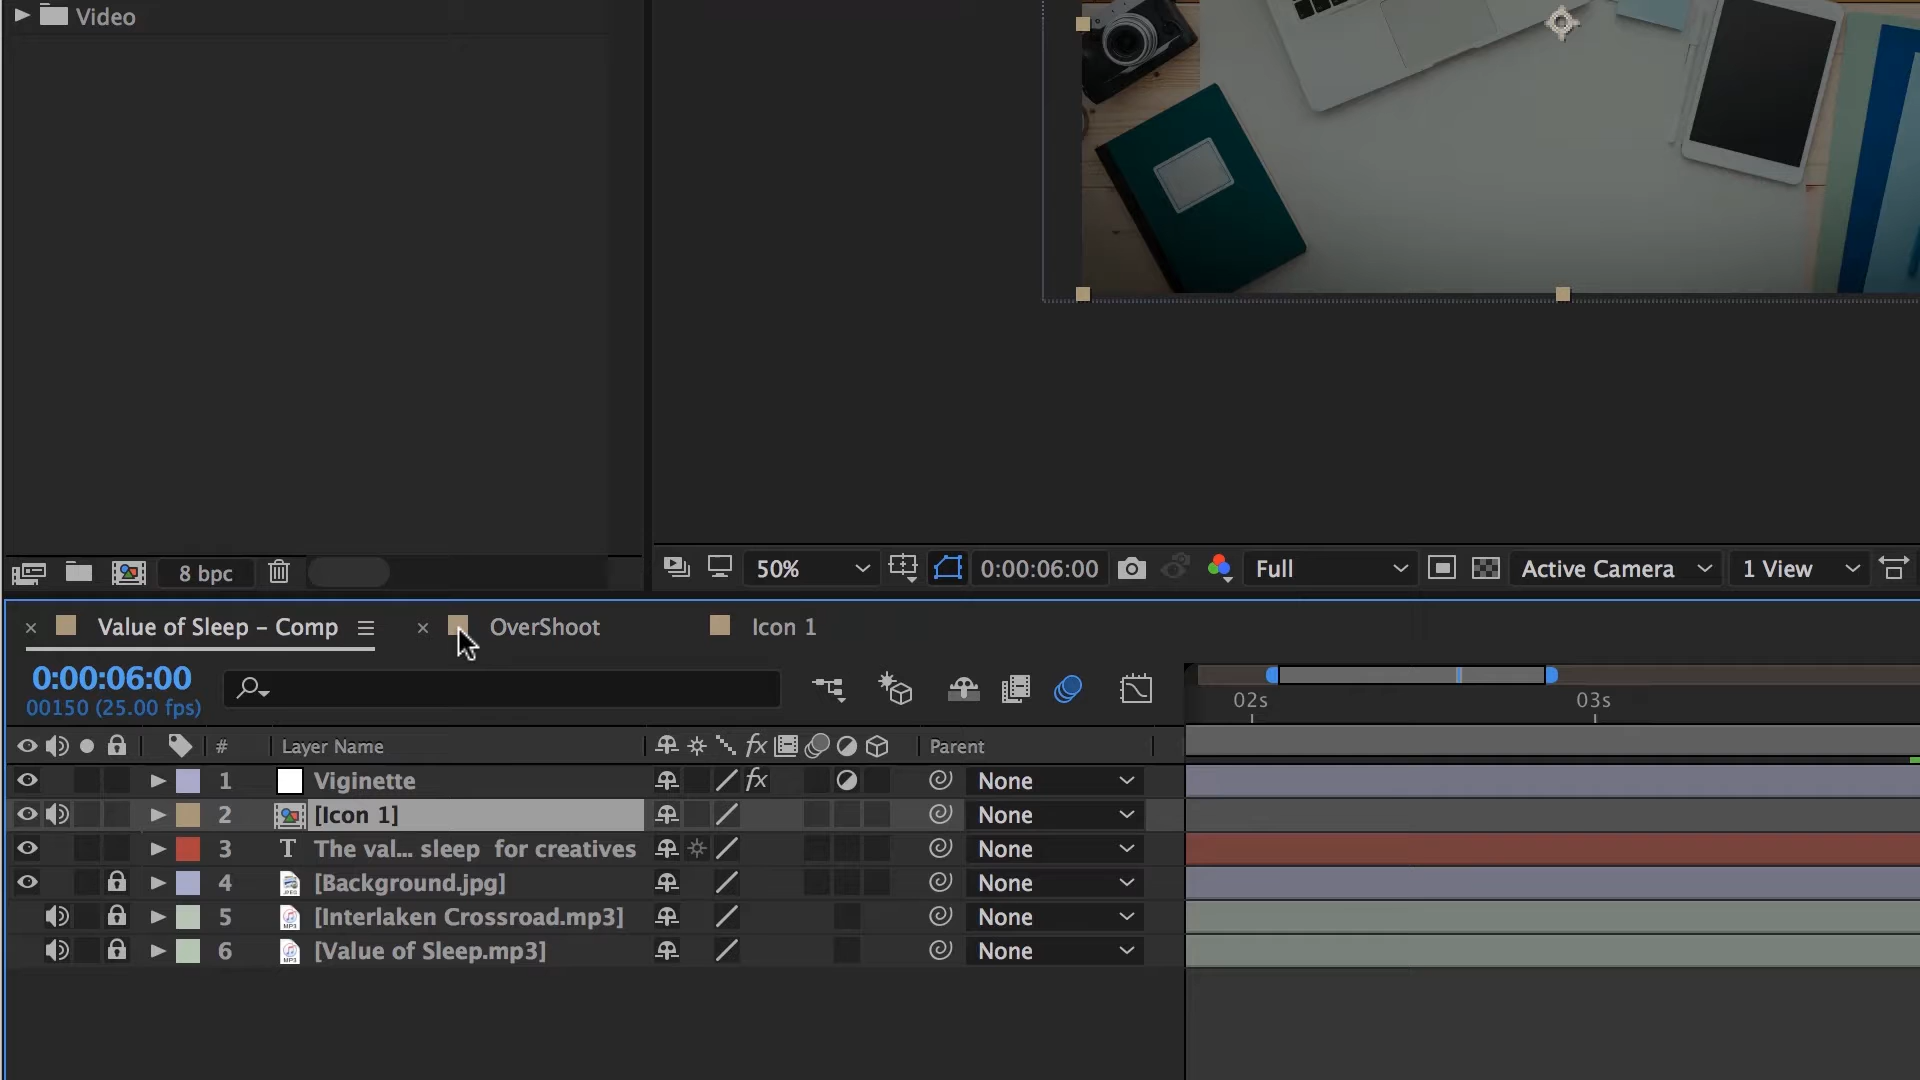 Video
8 bpc
50%
0:00:06:00
Full
Active Camera
1 View
× Value of Sleep – Comp
× OverShoot
Icon 1
0:00:06:00
00150 (25.00 fps)
02s
03s
#
Layer Name
fx
Parent
1 Viginette fx None
2 [Icon 1] None
3 T The val... sleep for creatives None
4 [Background.jpg] None
5 [Interlaken Crossroad.mp3] None
6 [Value of Sleep.mp3] None